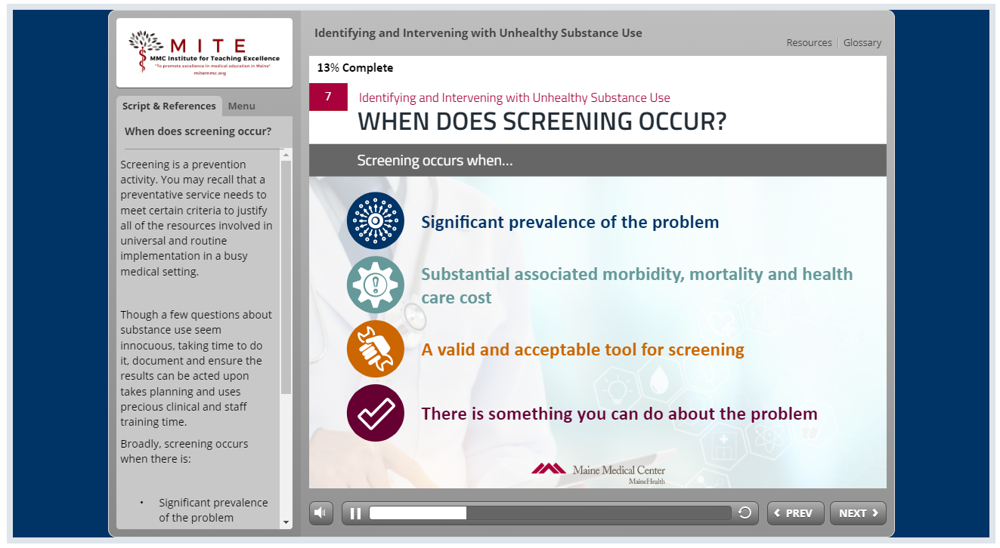 MITE
MMC Institute for Teaching Excellence
"To promote excellence in medical education in Maine"
mitemmc.org
Script & References
Menu
When does screening occur?
Screening is a prevention
activity. You may recall that a
preventative service needs to
meet certain criteria to justify
all of the resources involved in
universal and routine
implementation in a busy
medical setting.
Though a few questions about
substance use seem
innocuous, taking time to do
it, document and ensure the
results can be acted upon
takes planning and uses
precious clinical and staff
training time.
Broadly, screening occurs
when there is:
• Significant prevalence
of the problem
Identifying and Intervening with Unhealthy Substance Use
Resources | Glossary
13% Complete
7
Identifying and Intervening with Unhealthy Substance Use
WHEN DOES SCREENING OCCUR?
Screening occurs when...
Significant prevalence of the problem
Substantial associated morbidity, mortality and health
care cost
A valid and acceptable tool for screening
There is something you can do about the problem
Maine Medical Center
MaineHealth
PREV
NEXT